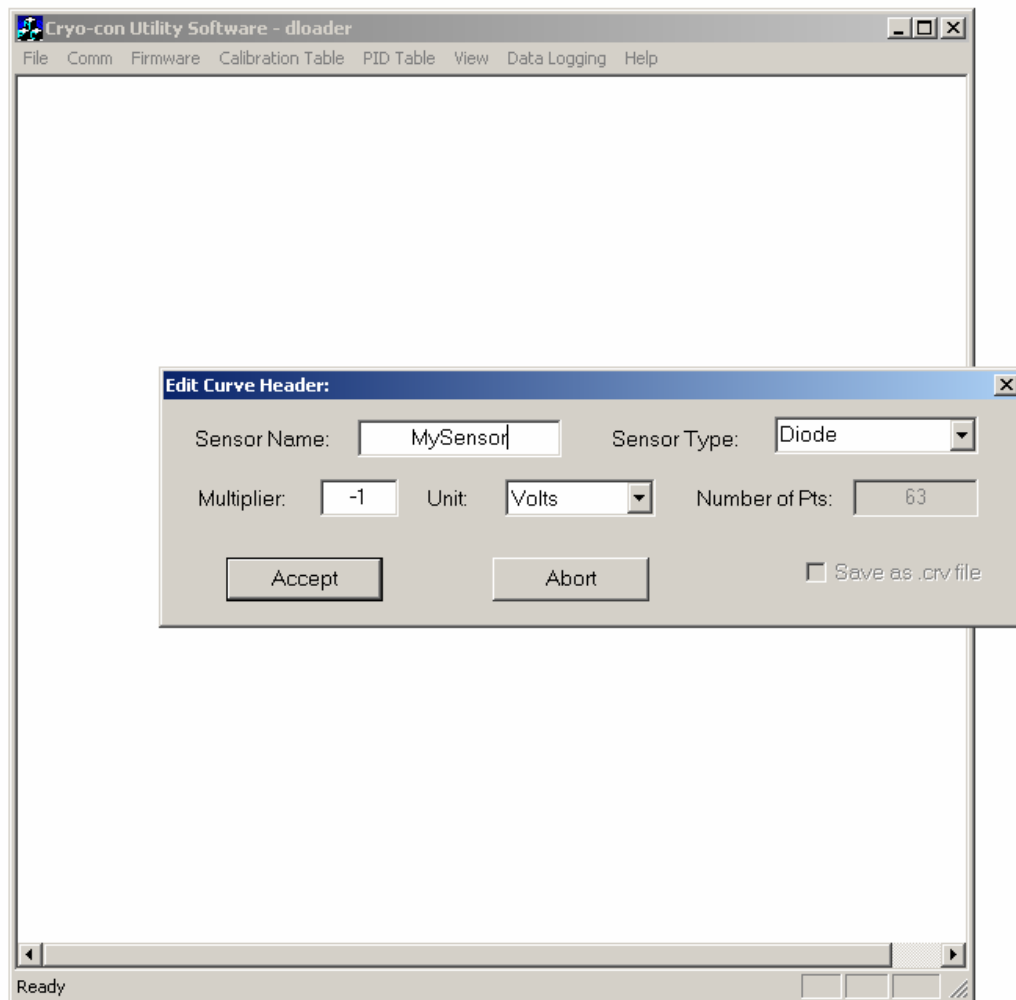 Cryo-con Utility Software - dloader
File Comm Firmware Calibration Table PID Table View Data Logging Help
Edit Curve Header:
Sensor Name: MySensor Sensor Type: Diode
Multiplier: -1 Unit: Volts Number of Pts: 63
Accept Abort Save as .crv file
Ready